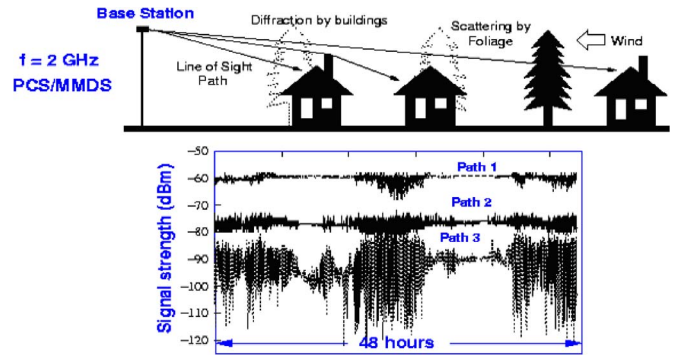 Base Station
Diffraction by buildings
Scattering by
Foliage
Wind
f = 2 GHz
PCS/MMDS
Line of Sight
Path
Signal strength (dBm)
−50
−60
−70
−80
−90
−100
−110
−120
Path 1
Path 2
Path 3
48 hours